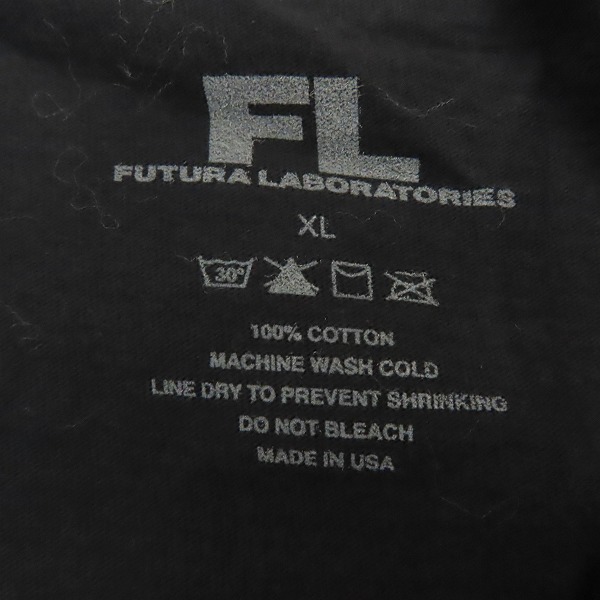 FL
FUTURA LABORATORIES
XL
30°
100% COTTON
MACHINE WASH COLD
LINE DRY TO PREVENT SHRINKING
DO NOT BLEACH
MADE IN USA